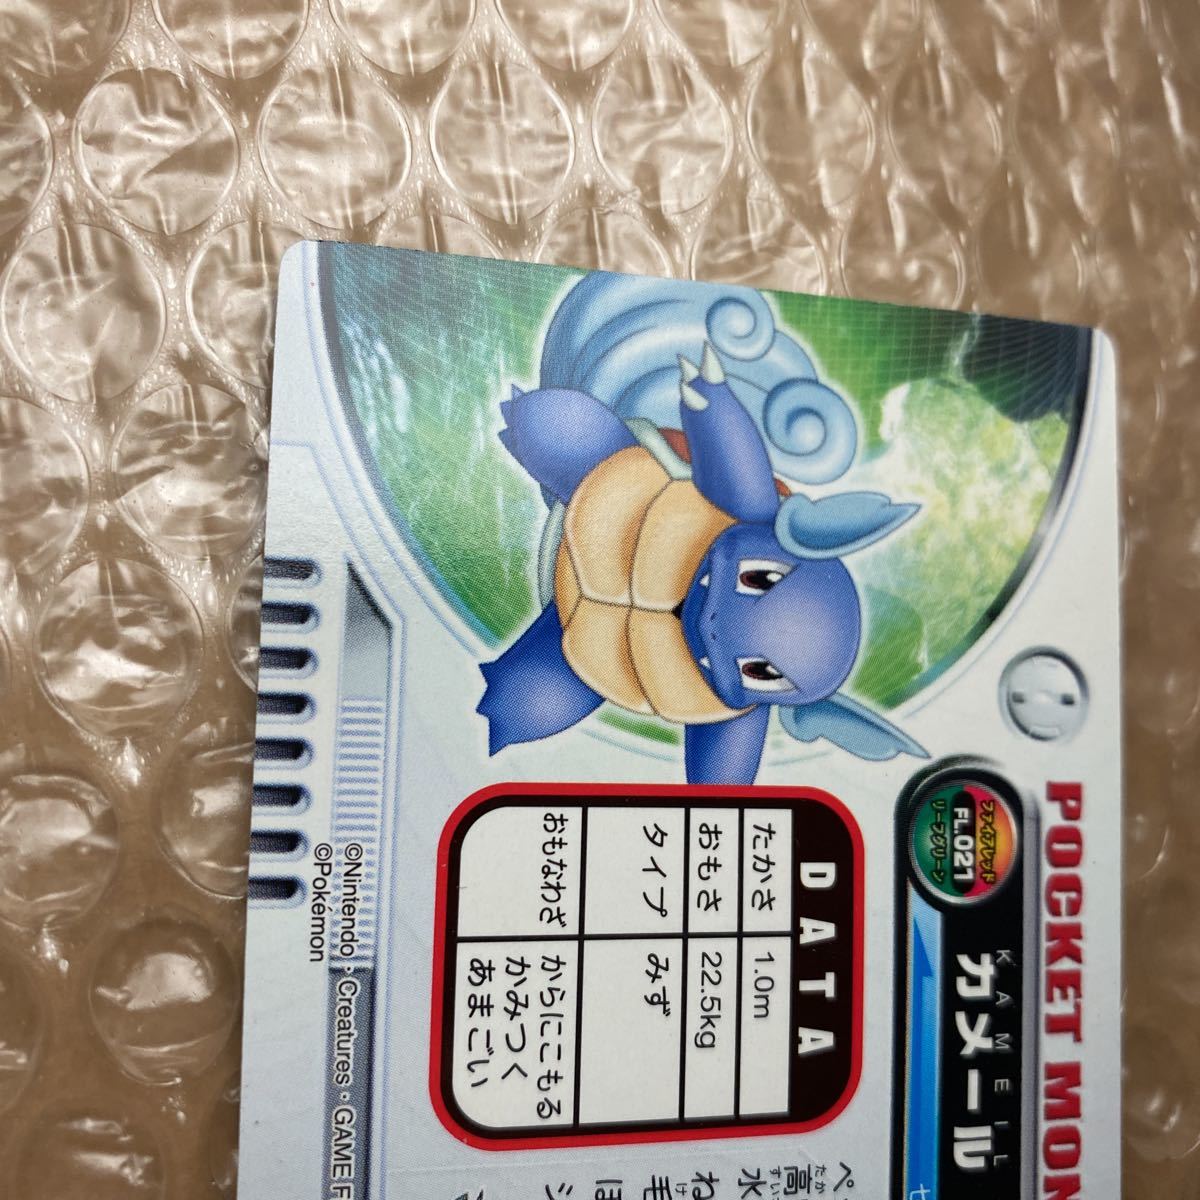 POCKET MON
ファイアレッド
FL.021
リーフグリーン
KAMEIL
カメール
DATA
たかさ 1.0m
おもさ 22.5kg
タイプ みず
おもなわざ からにこもる
かみつく
あまごい
©Nintendo・Creatures・GAME F
©Pokémon